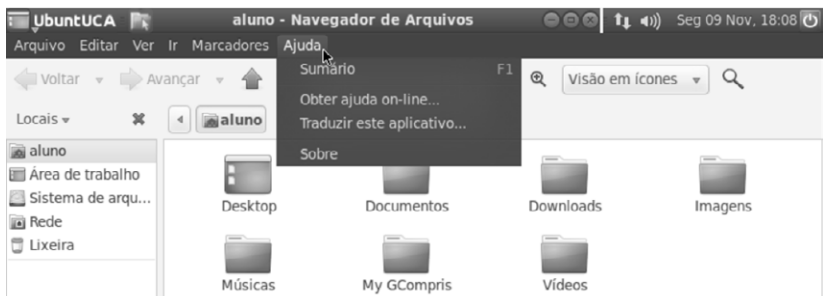 UbuntUCA aluno - Navegador de Arquivos Seg 09 Nov, 18:08
Arquivo Editar Ver Ir Marcadores Ajuda
Voltar Avançar Visão em ícones
Sumário F1
Obter ajuda on-line...
Traduzir este aplicativo...
Sobre
Locais aluno
aluno
Área de trabalho
Sistema de arqu...
Rede
Lixeira
Desktop Documentos Downloads Imagens
Músicas My GCompris Vídeos